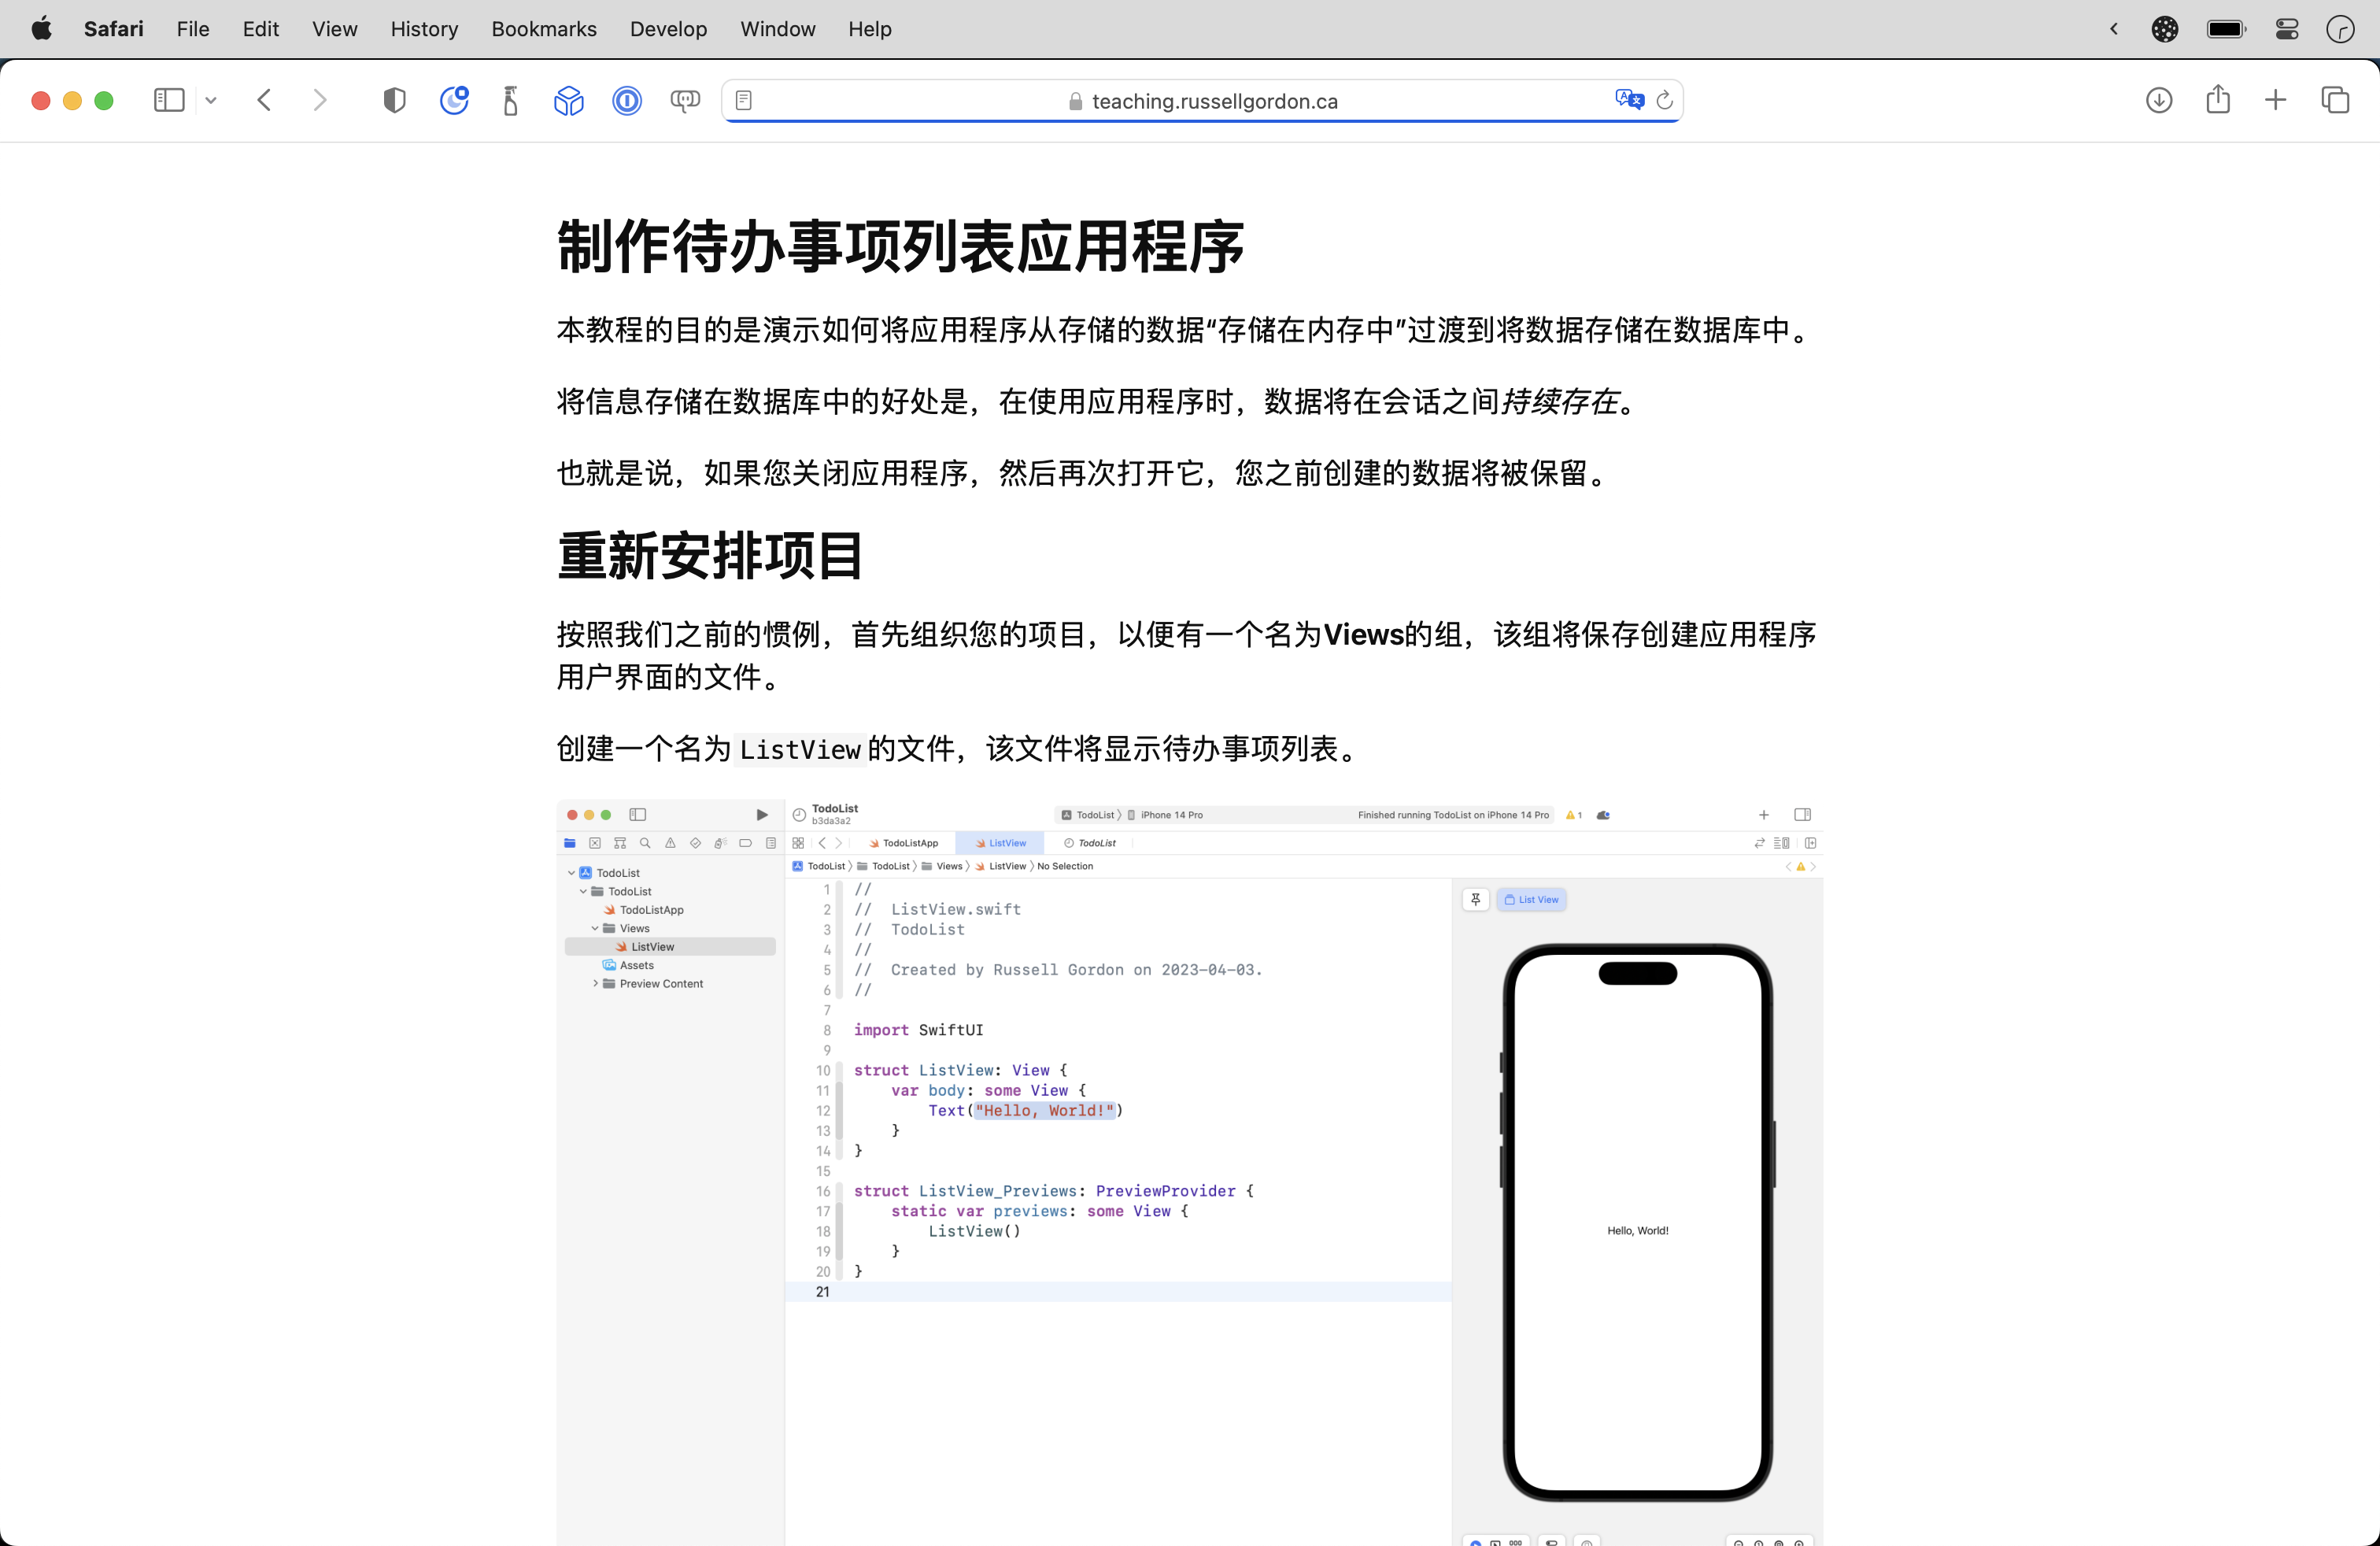 Safari File Edit View History Bookmarks Develop Window Help
teaching.russellgordon.ca
制作待办事项列表应用程序
本教程的目的是演示如何将应用程序从存储的数据“存储在内存中”过渡到将数据存储在数据库中。
将信息存储在数据库中的好处是，在使用应用程序时，数据将在会话之间持续存在。
也就是说，如果您关闭应用程序，然后再次打开它，您之前创建的数据将被保留。
重新安排项目
按照我们之前的惯例，首先组织您的项目，以便有一个名为Views的组，该组将保存创建应用程序
用户界面的文件。
创建一个名为 ListView 的文件，该文件将显示待办事项列表。
TodoList
b3da3a2
TodoList iPhone 14 Pro
Finished running TodoList on iPhone 14 Pro
1
TodoListApp ListView TodoList
TodoList TodoList Views ListView No Selection
TodoList
TodoList
TodoListApp
Views
ListView
Assets
Preview Content
1 //
2 //  ListView.swift
3 //  TodoList
4 //
5 //  Created by Russell Gordon on 2023-04-03.
6 //
7
8 import SwiftUI
9
10 struct ListView: View {
11     var body: some View {
12         Text("Hello, World!")
13     }
14 }
15
16 struct ListView_Previews: PreviewProvider {
17     static var previews: some View {
18         ListView()
19     }
20 }
21
List View
Hello, World!